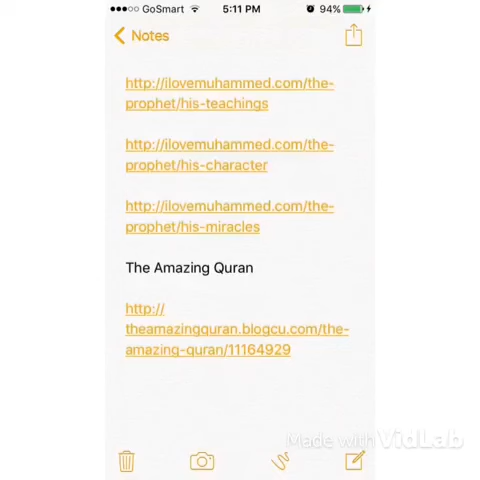 GoSmart 5:11 PM 94%
Notes
http://ilovemuhammed.com/the-
prophet/his-teachings
http://ilovemuhammed.com/the-
prophet/his-character
http://ilovemuhammed.com/the-
prophet/his-miracles
The Amazing Quran
http://
theamazingquran.blogcu.com/the-
amazing-quran/11164929
Made with VidLab